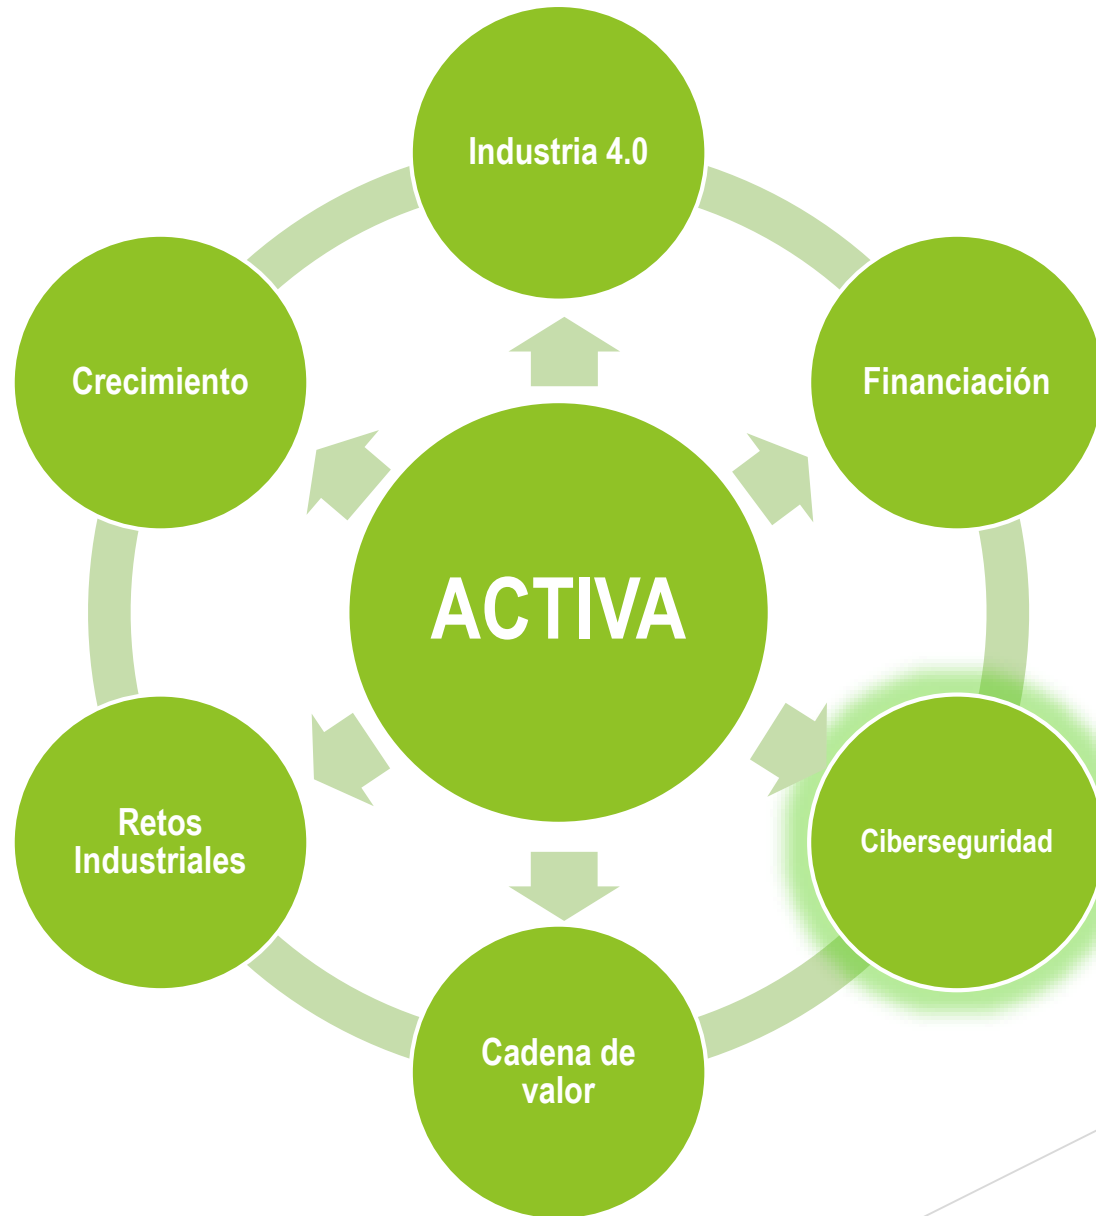 Industria 4.0
Crecimiento
Financiación
ACTIVA
Retos
Industriales
Ciberseguridad
Cadena de
valor